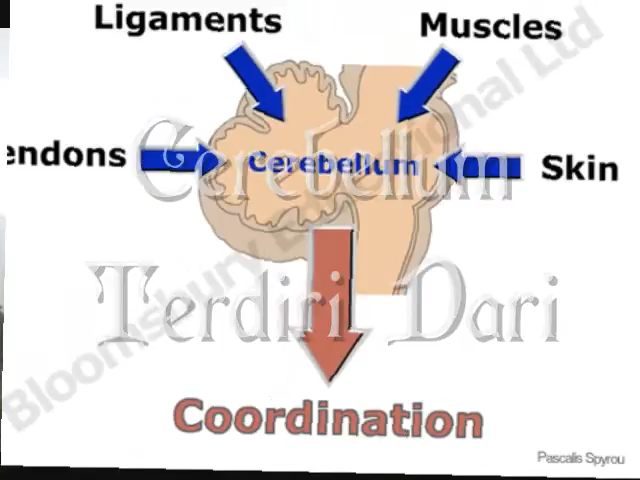 Ligaments
Muscles
endons
Cerebellum
Skin
Cerebellum
Terdiri Dari
Coordination
Bloomsbury Educational Ltd
Pascalis Spyrou